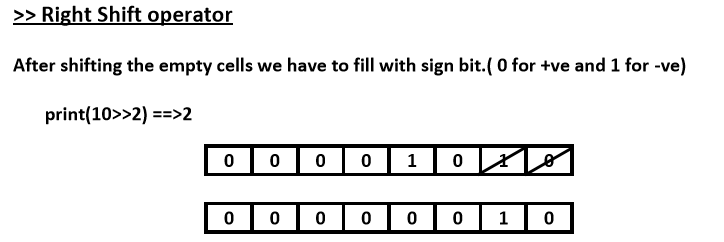 >> Right Shift operator
After shifting the empty cells we have to fill with sign bit.( 0 for +ve and 1 for -ve)
print(10>>2) ==>2
0 0 0 0 1 0 1 0
0 0 0 0 0 0 1 0